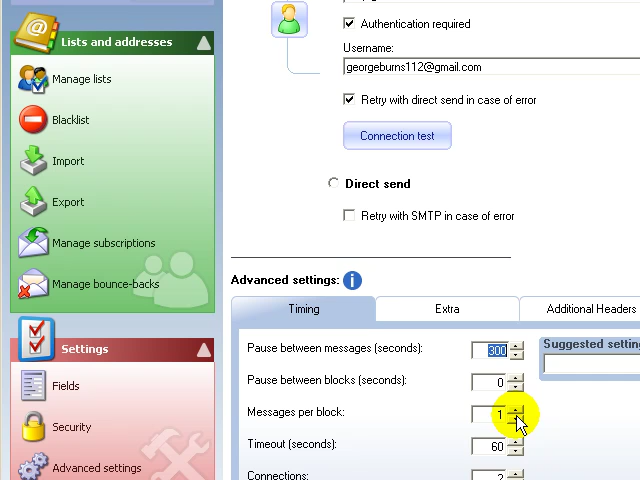 Lists and addresses
Manage lists
Blacklist
Import
Export
Manage subscriptions
Manage bounce-backs
Settings
Fields
Security
Advanced settings
Authentication required
Username:
georgeburns112@gmail.com
Retry with direct send in case of error
Connection test
Direct send
Retry with SMTP in case of error
Advanced settings:
Timing Extra Additional Headers
Pause between messages (seconds): 300
Pause between blocks (seconds): 0
Messages per block: 1
Timeout (seconds): 60
Connections: 2
Suggested